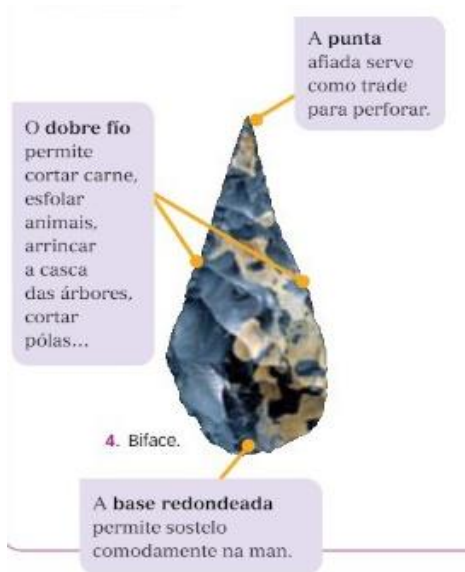 A punta
afiada serve
como trade
para perforar.
O dobre fío
permite
cortar carne,
esfolar
animais,
arrincar
a casca
das árbores,
cortar
pólas...
4. Biface.
A base redondeada
permite sostelo
comodamente na man.